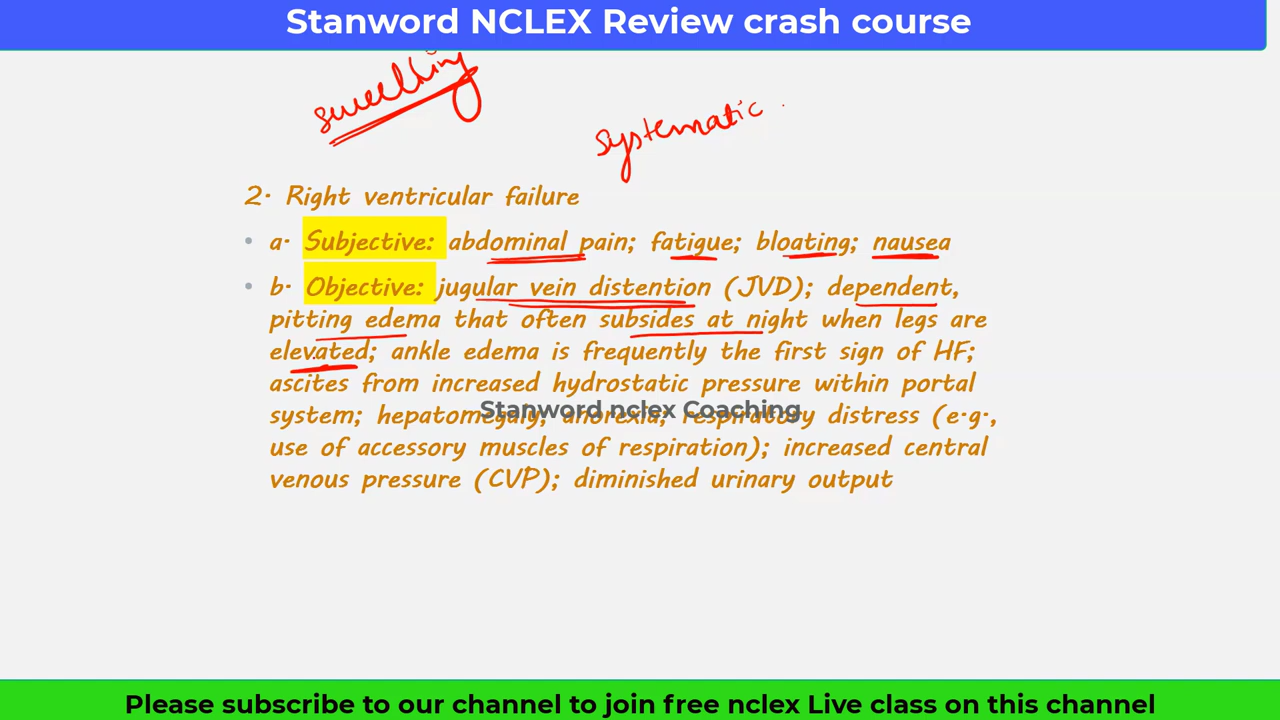 Stanword NCLEX Review crash course
swelling
systematic
2. Right ventricular failure
• a. Subjective: abdominal pain; fatigue; bloating; nausea
• b. Objective: jugular vein distention (JVD); dependent,
pitting edema that often subsides at night when legs are
elevated; ankle edema is frequently the first sign of HF;
ascites from increased hydrostatic pressure within portal
system; hepatomegaly; anorexia; respiratory distress (e.g.,
Stanword nclex Coaching
use of accessory muscles of respiration); increased central
venous pressure (CVP); diminished urinary output
Please subscribe to our channel to join free nclex Live class on this channel